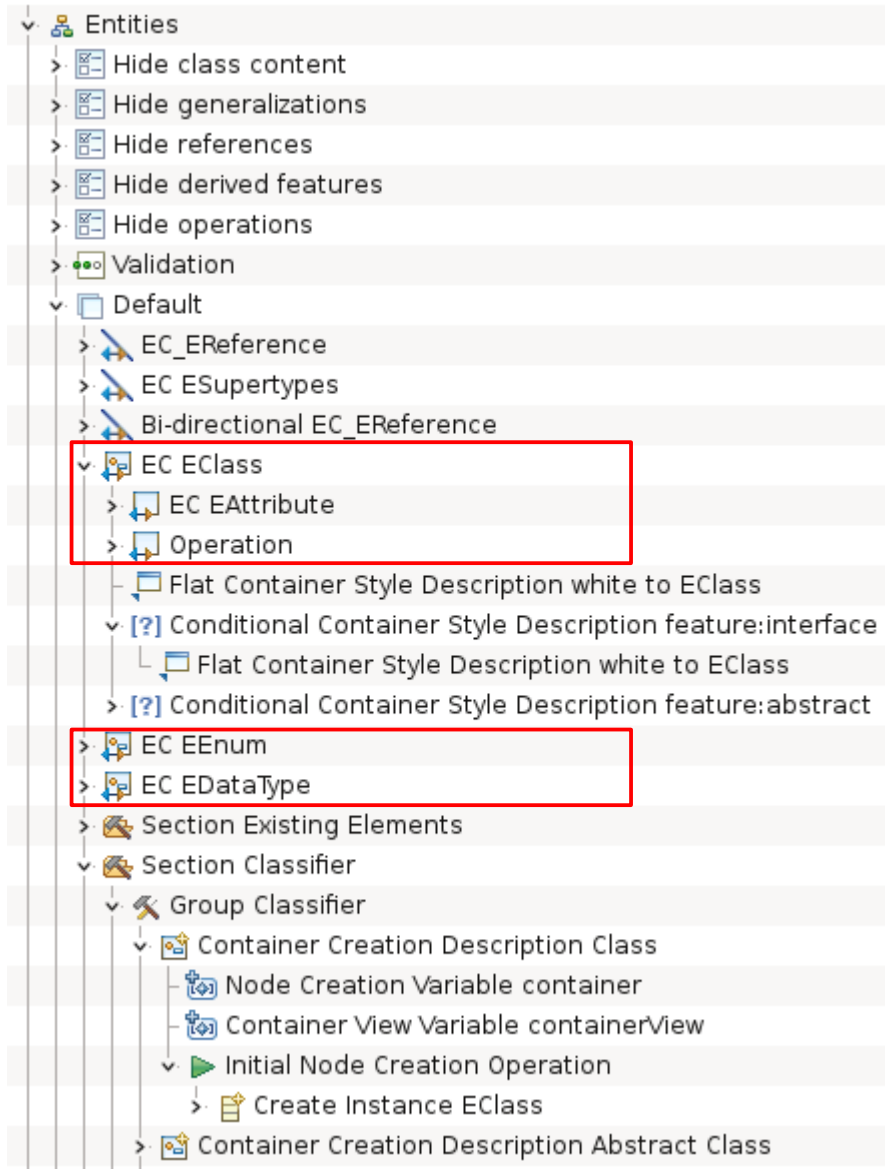 Entities
Hide class content
Hide generalizations
Hide references
Hide derived features
Hide operations
Validation
Default
EC_EReference
EC ESupertypes
Bi-directional EC_EReference
EC EClass
EC EAttribute
Operation
Flat Container Style Description white to EClass
[?] Conditional Container Style Description feature:interface
Flat Container Style Description white to EClass
[?] Conditional Container Style Description feature:abstract
EC EEnum
EC EDataType
Section Existing Elements
Section Classifier
Group Classifier
Container Creation Description Class
Node Creation Variable container
Container View Variable containerView
Initial Node Creation Operation
Create Instance EClass
Container Creation Description Abstract Class